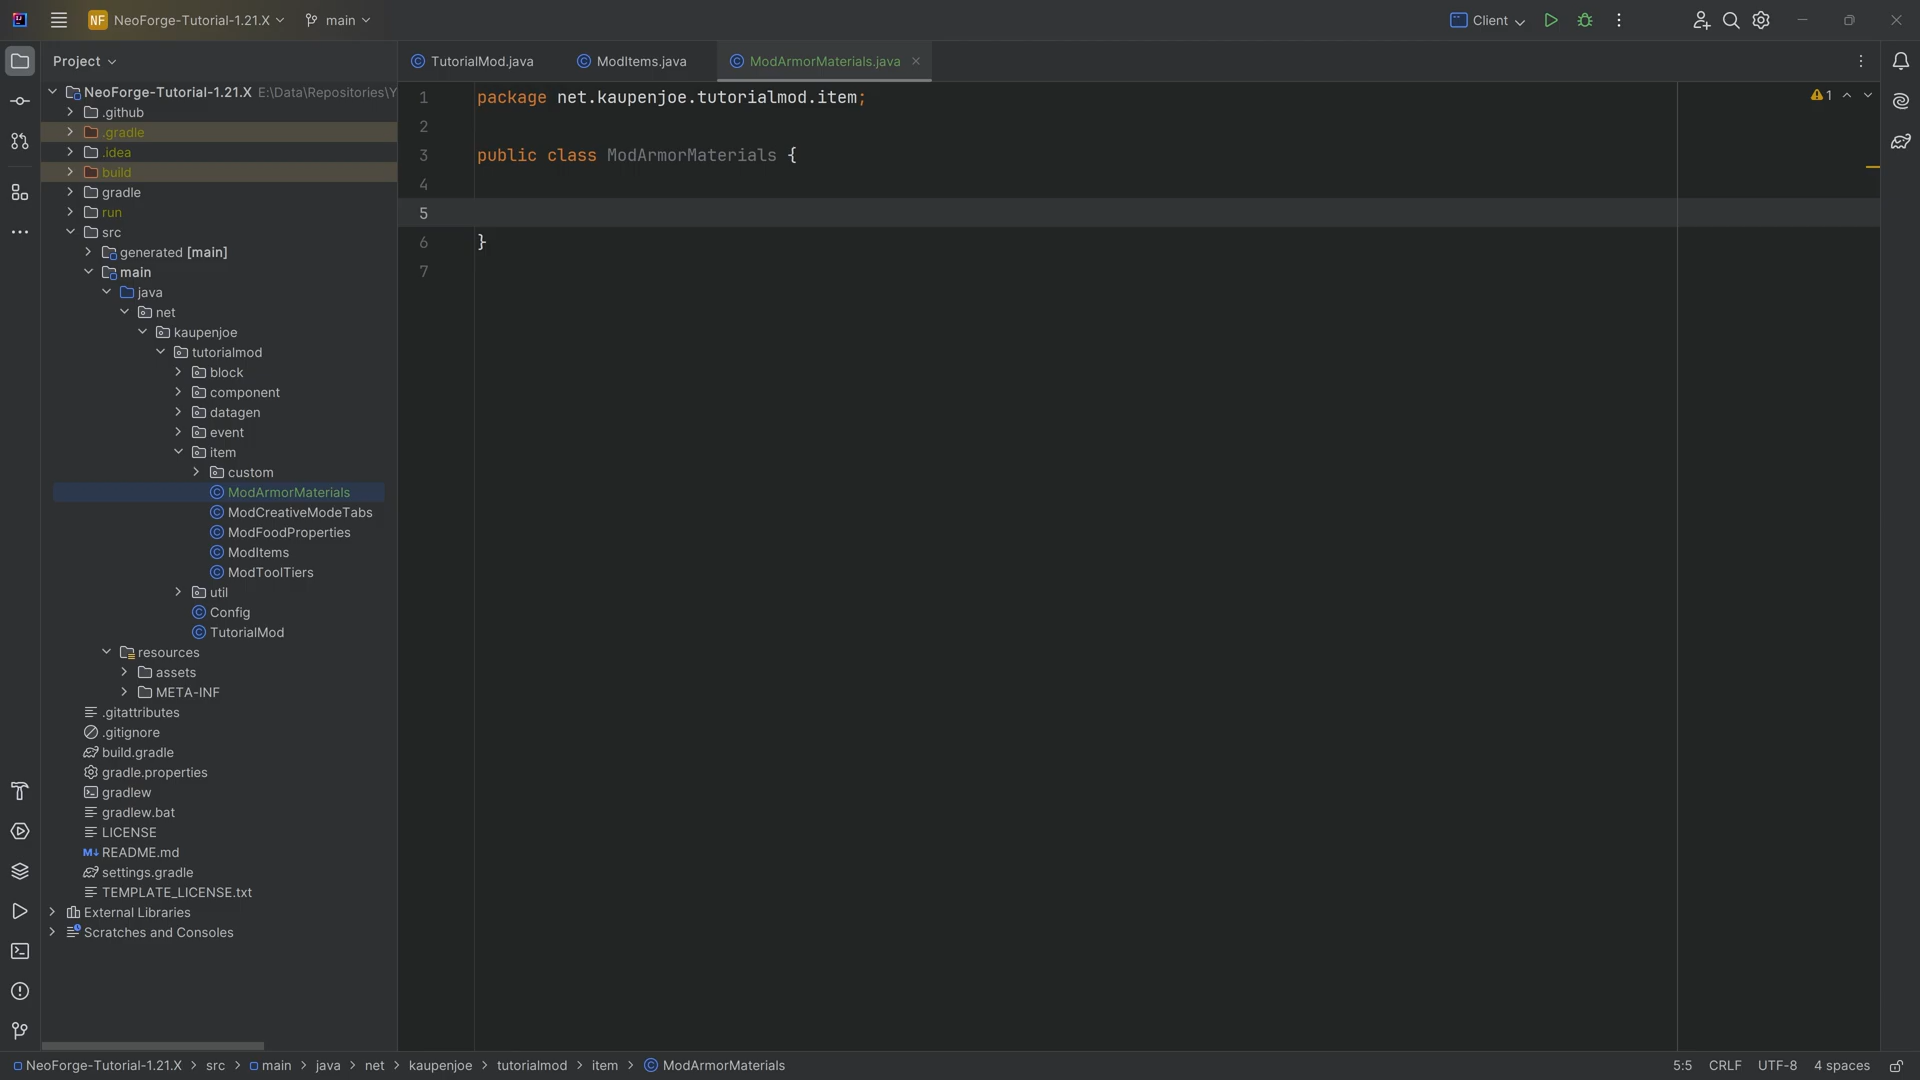 NF NeoForge-Tutorial-1.21.X main Client
Project TutorialMod.java ModItems.java ModArmorMaterials.java
NeoForge-Tutorial-1.21.X E:\Data\Repositories\Y
.github
.gradle
.idea
build
gradle
run
src
generated [main]
main
java
net
kaupenjoe
tutorialmod
block
component
datagen
event
item
custom
ModArmorMaterials
ModCreativeModeTabs
ModFoodProperties
ModItems
ModToolTiers
util
Config
TutorialMod
resources
assets
META-INF
.gitattributes
.gitignore
build.gradle
gradle.properties
gradlew
gradlew.bat
LICENSE
M↓ README.md
settings.gradle
TEMPLATE_LICENSE.txt
External Libraries
Scratches and Consoles
1 package net.kaupenjoe.tutorialmod.item; 1
2
3 public class ModArmorMaterials {
4
5
6 }
7
NeoForge-Tutorial-1.21.X > src > main > java > net > kaupenjoe > tutorialmod > item > ModArmorMaterials 5:5 CRLF UTF-8 4 spaces